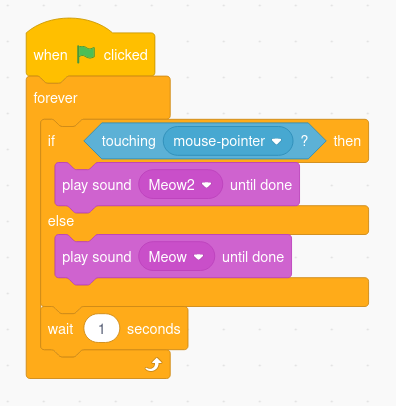 when clicked
forever
if touching mouse-pointer ? then
play sound Meow2 until done
else
play sound Meow until done
wait 1 seconds